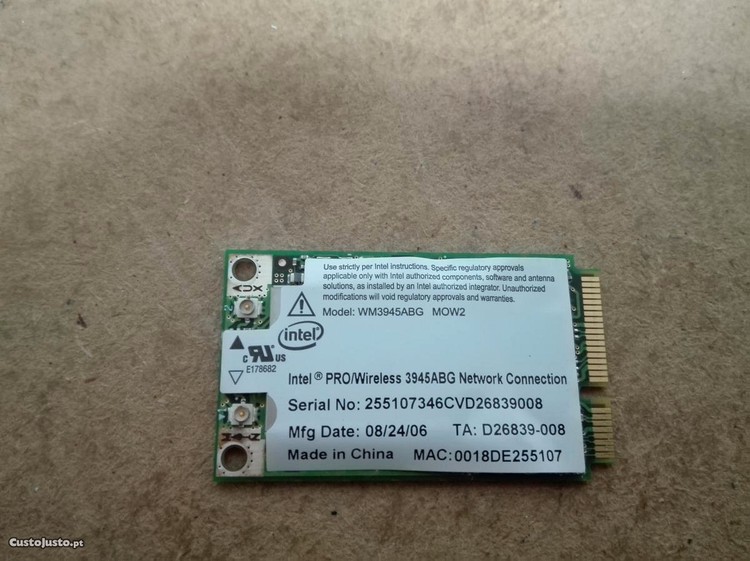 Use strictly per Intel instructions. Specific regulatory approvals
applicable only with Intel authorized components, software and antenna
solutions, as installed by an Intel authorized integrator. Unauthorized
modifications will void regulatory approvals and warranties.
Model: WM3945ABG MOW2
AUX
intel®
c RU US
E178682
Intel® PRO/Wireless 3945ABG Network Connection
Serial No: 255107346CVD26839008
Mfg Date: 08/24/06 TA: D26839-008
Made in China MAC:0018DE255107
MAIN
CustoJusto.pt